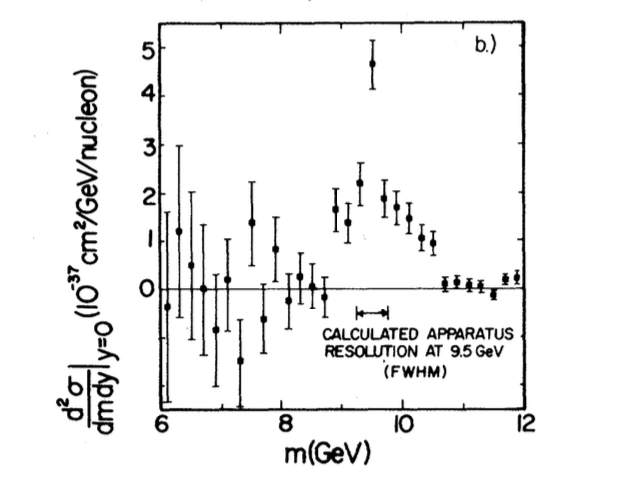 b.)
5
4
3
2
1
0
d²σ/dmdy|y=0 (10⁻³⁷ cm²/GeV/nucleon)
CALCULATED APPARATUS
RESOLUTION AT 9.5 GeV
(FWHM)
6 8 10 12
m(GeV)